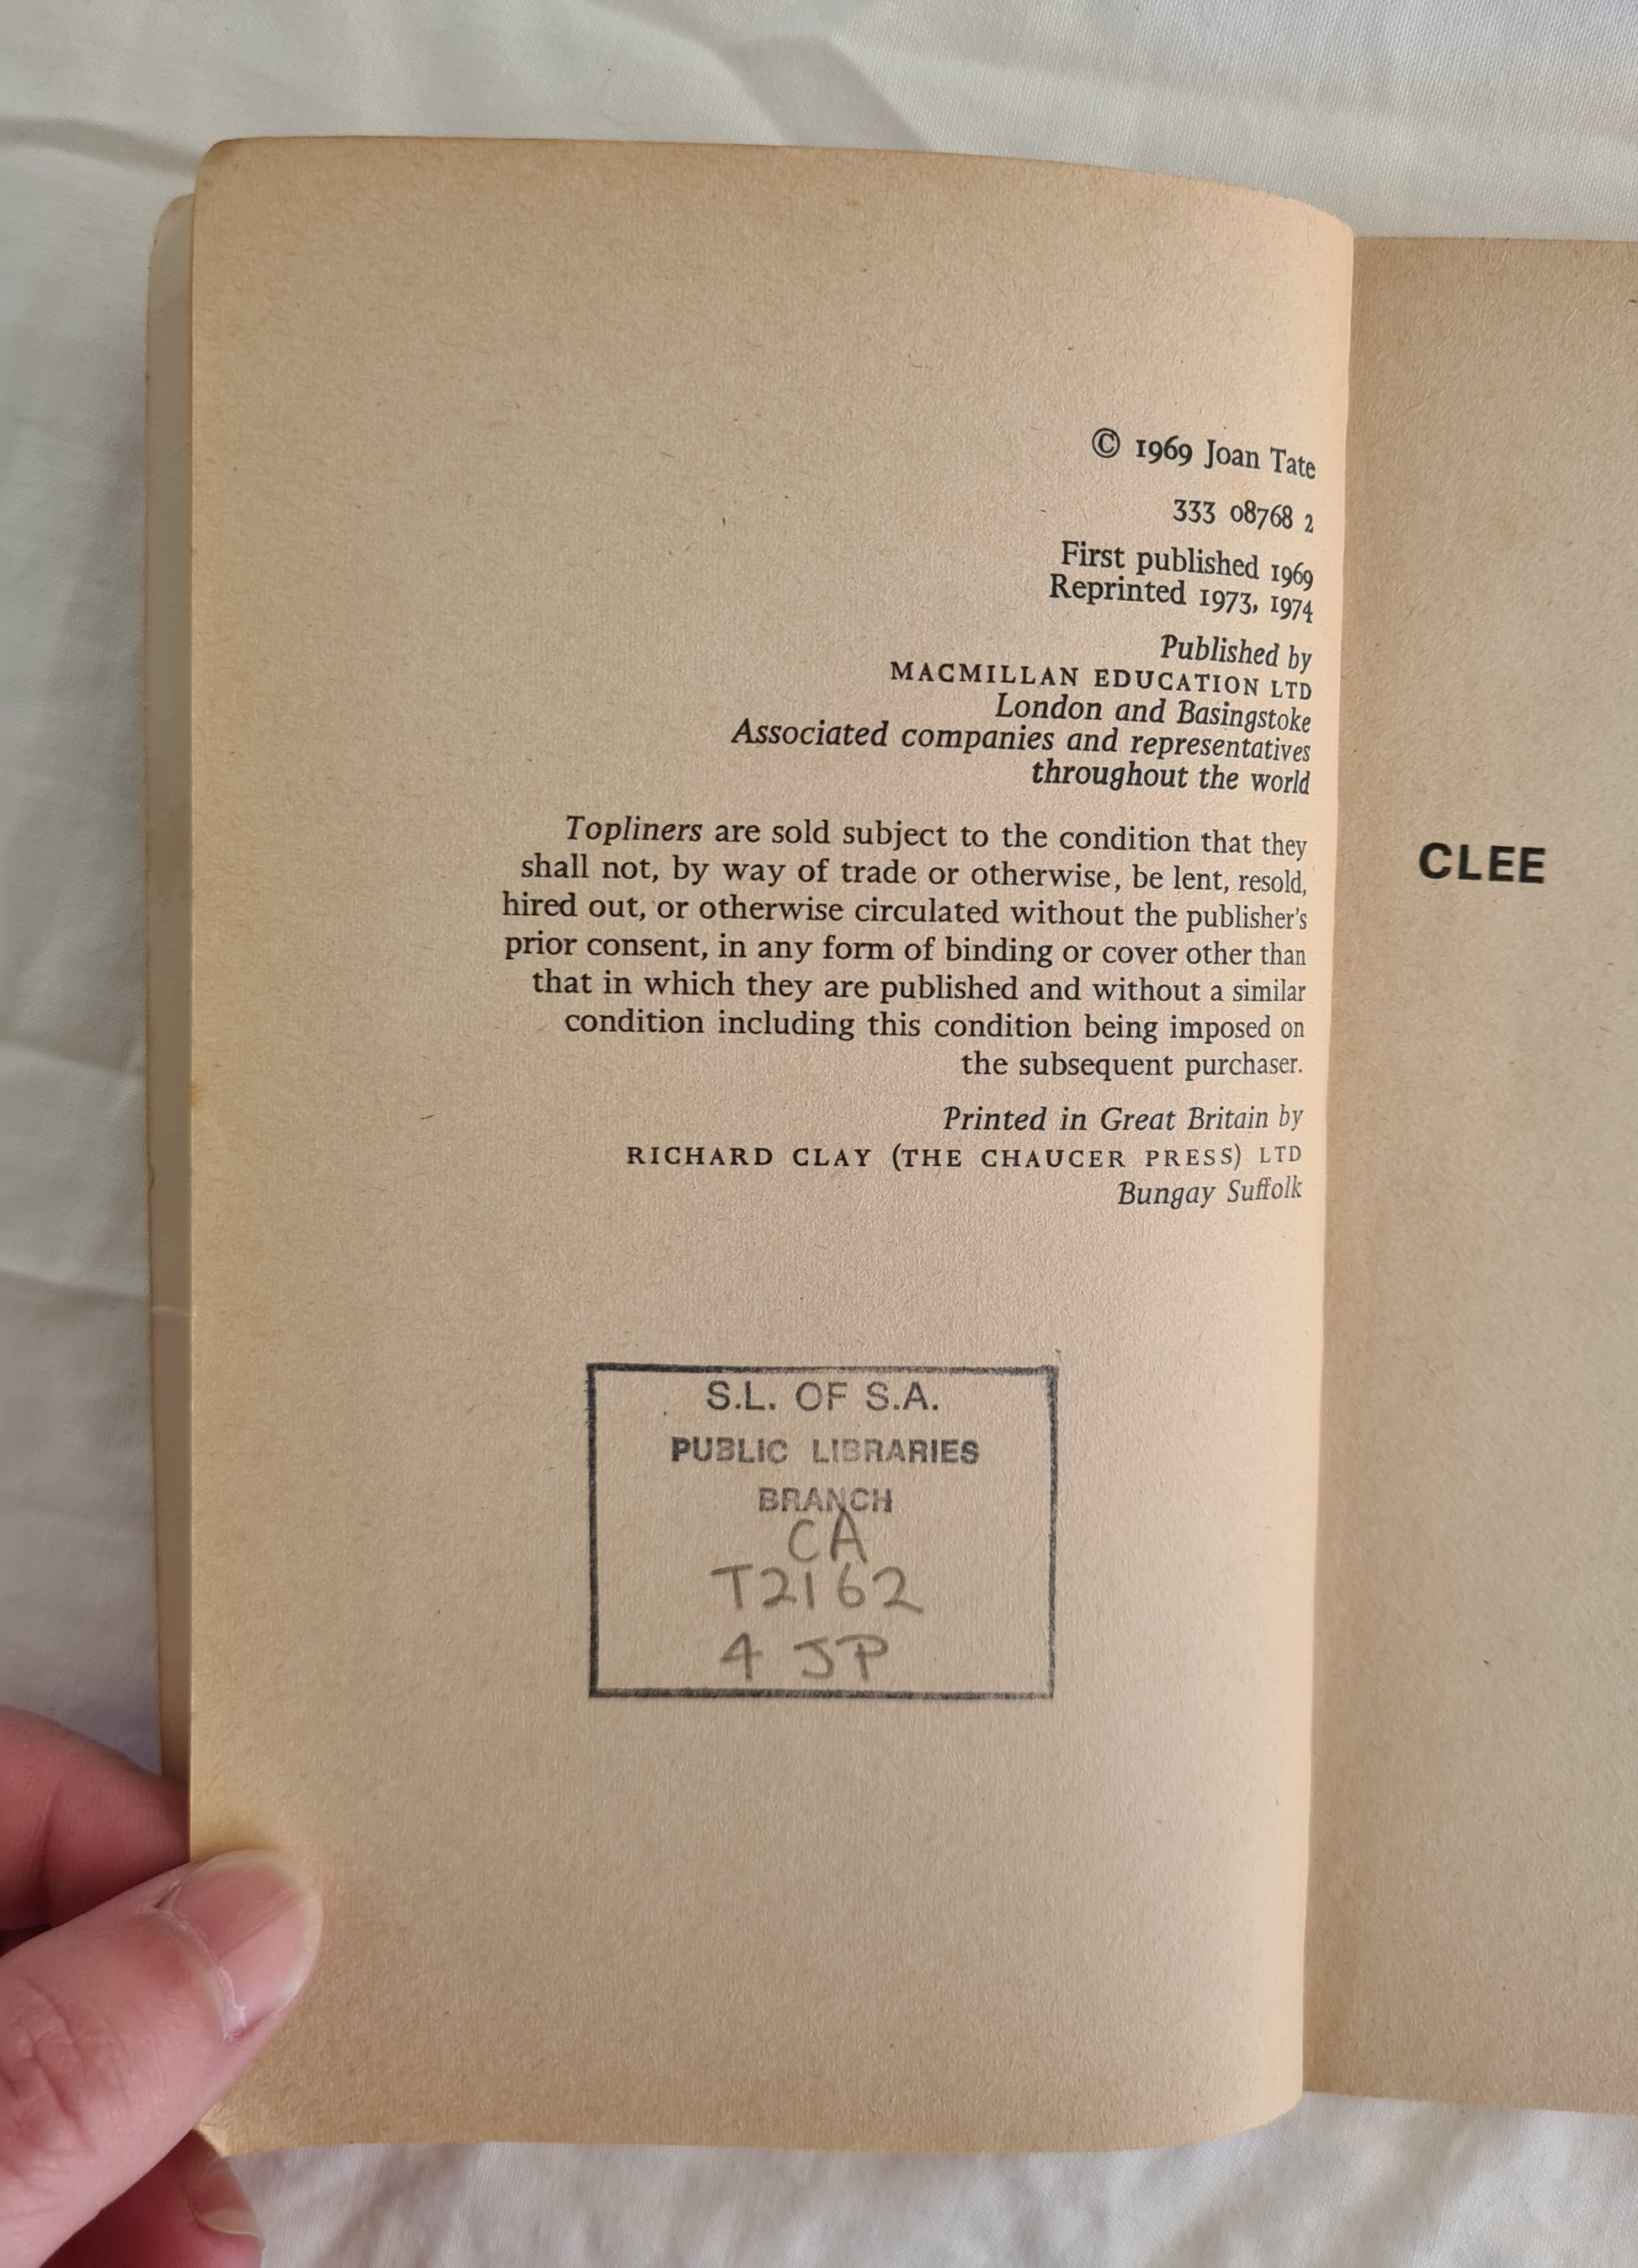 © 1969 Joan Tate
333 08768 2
First published 1969
Reprinted 1973, 1974
Published by
MACMILLAN EDUCATION LTD
London and Basingstoke
Associated companies and representatives
throughout the world
Topliners are sold subject to the condition that they
shall not, by way of trade or otherwise, be lent, resold,
hired out, or otherwise circulated without the publisher's
prior consent, in any form of binding or cover other than
that in which they are published and without a similar
condition including this condition being imposed on
the subsequent purchaser.
Printed in Great Britain by
RICHARD CLAY (THE CHAUCER PRESS) LTD
Bungay Suffolk
S.L. OF S.A.
PUBLIC LIBRARIES
BRANCH
CA
T2162
4 JP
CLEE